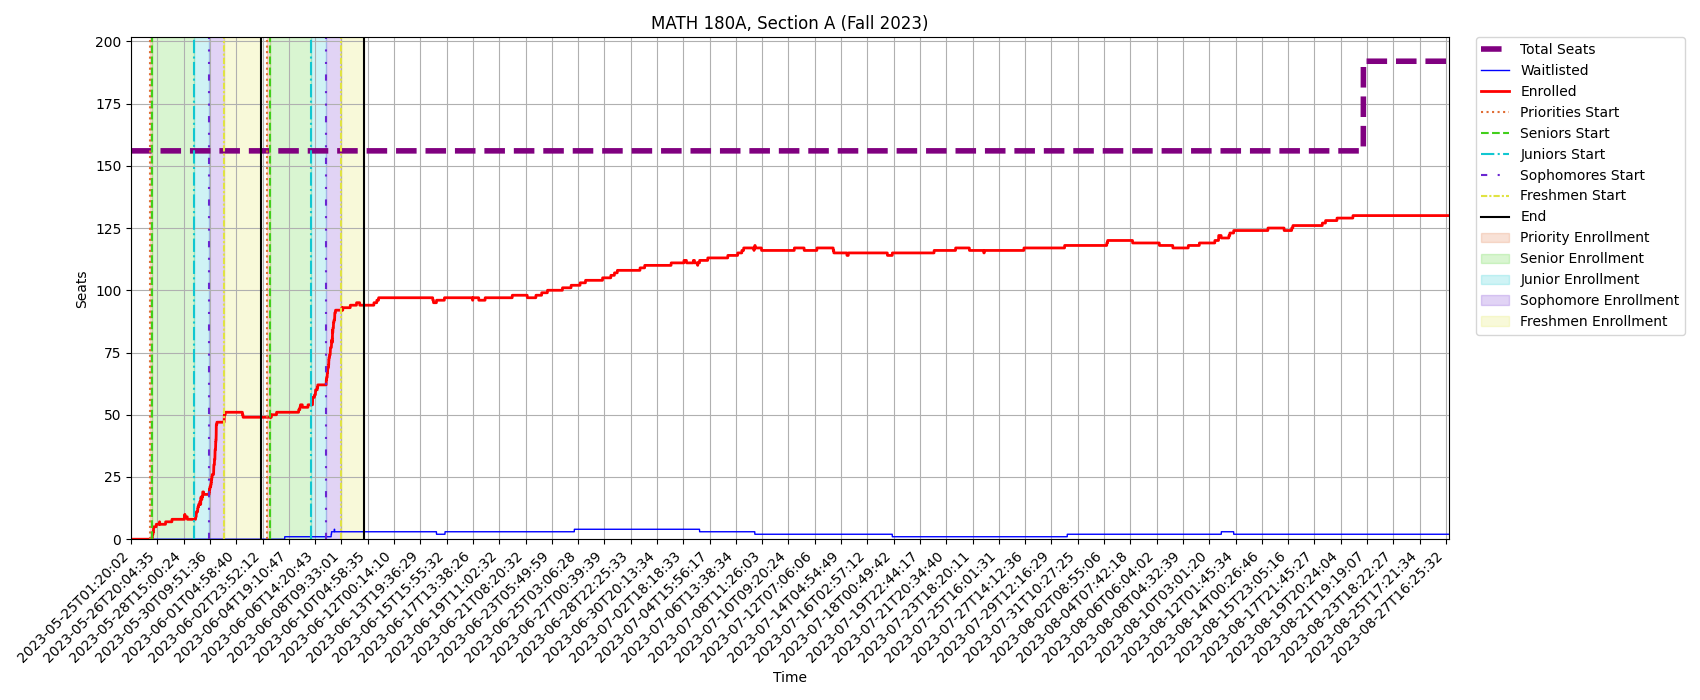 MATH 180A, Section A (Fall 2023)
200
175
150
125
100
75
50
25
0
Seats
2023-05-25T01:20:02
2023-05-26T20:04:35
2023-05-28T15:00:24
2023-05-30T09:51:36
2023-06-01T04:58:40
2023-06-02T23:52:12
2023-06-04T19:10:47
2023-06-06T14:20:43
2023-06-08T09:33:01
2023-06-10T04:58:35
2023-06-12T00:14:10
2023-06-13T19:36:29
2023-06-15T15:55:32
2023-06-17T13:38:26
2023-06-19T11:02:32
2023-06-21T08:20:32
2023-06-23T05:49:59
2023-06-25T03:06:28
2023-06-27T00:39:39
2023-06-28T22:25:33
2023-06-30T20:13:34
2023-07-02T18:18:35
2023-07-04T15:56:17
2023-07-06T13:38:34
2023-07-08T11:26:03
2023-07-10T09:20:24
2023-07-12T07:06:06
2023-07-14T04:54:49
2023-07-16T02:57:12
2023-07-18T00:49:42
2023-07-19T22:44:17
2023-07-21T20:34:40
2023-07-23T18:20:11
2023-07-25T16:01:31
2023-07-27T14:12:36
2023-07-29T12:16:29
2023-07-31T10:27:25
2023-08-02T08:55:06
2023-08-04T07:42:18
2023-08-06T06:04:02
2023-08-08T04:32:39
2023-08-10T03:01:20
2023-08-12T01:45:34
2023-08-14T00:26:46
2023-08-15T23:05:16
2023-08-17T21:45:27
2023-08-19T20:24:04
2023-08-21T19:19:07
2023-08-23T18:22:27
2023-08-25T17:21:34
2023-08-27T16:25:32
Time
Total Seats
Waitlisted
Enrolled
Priorities Start
Seniors Start
Juniors Start
Sophomores Start
Freshmen Start
End
Priority Enrollment
Senior Enrollment
Junior Enrollment
Sophomore Enrollment
Freshmen Enrollment